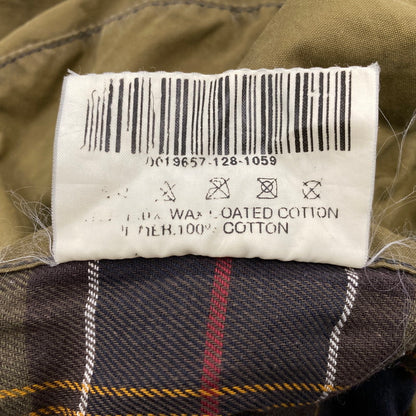 0019657-128-1059
WAX COATED COTTON
100% COTTON